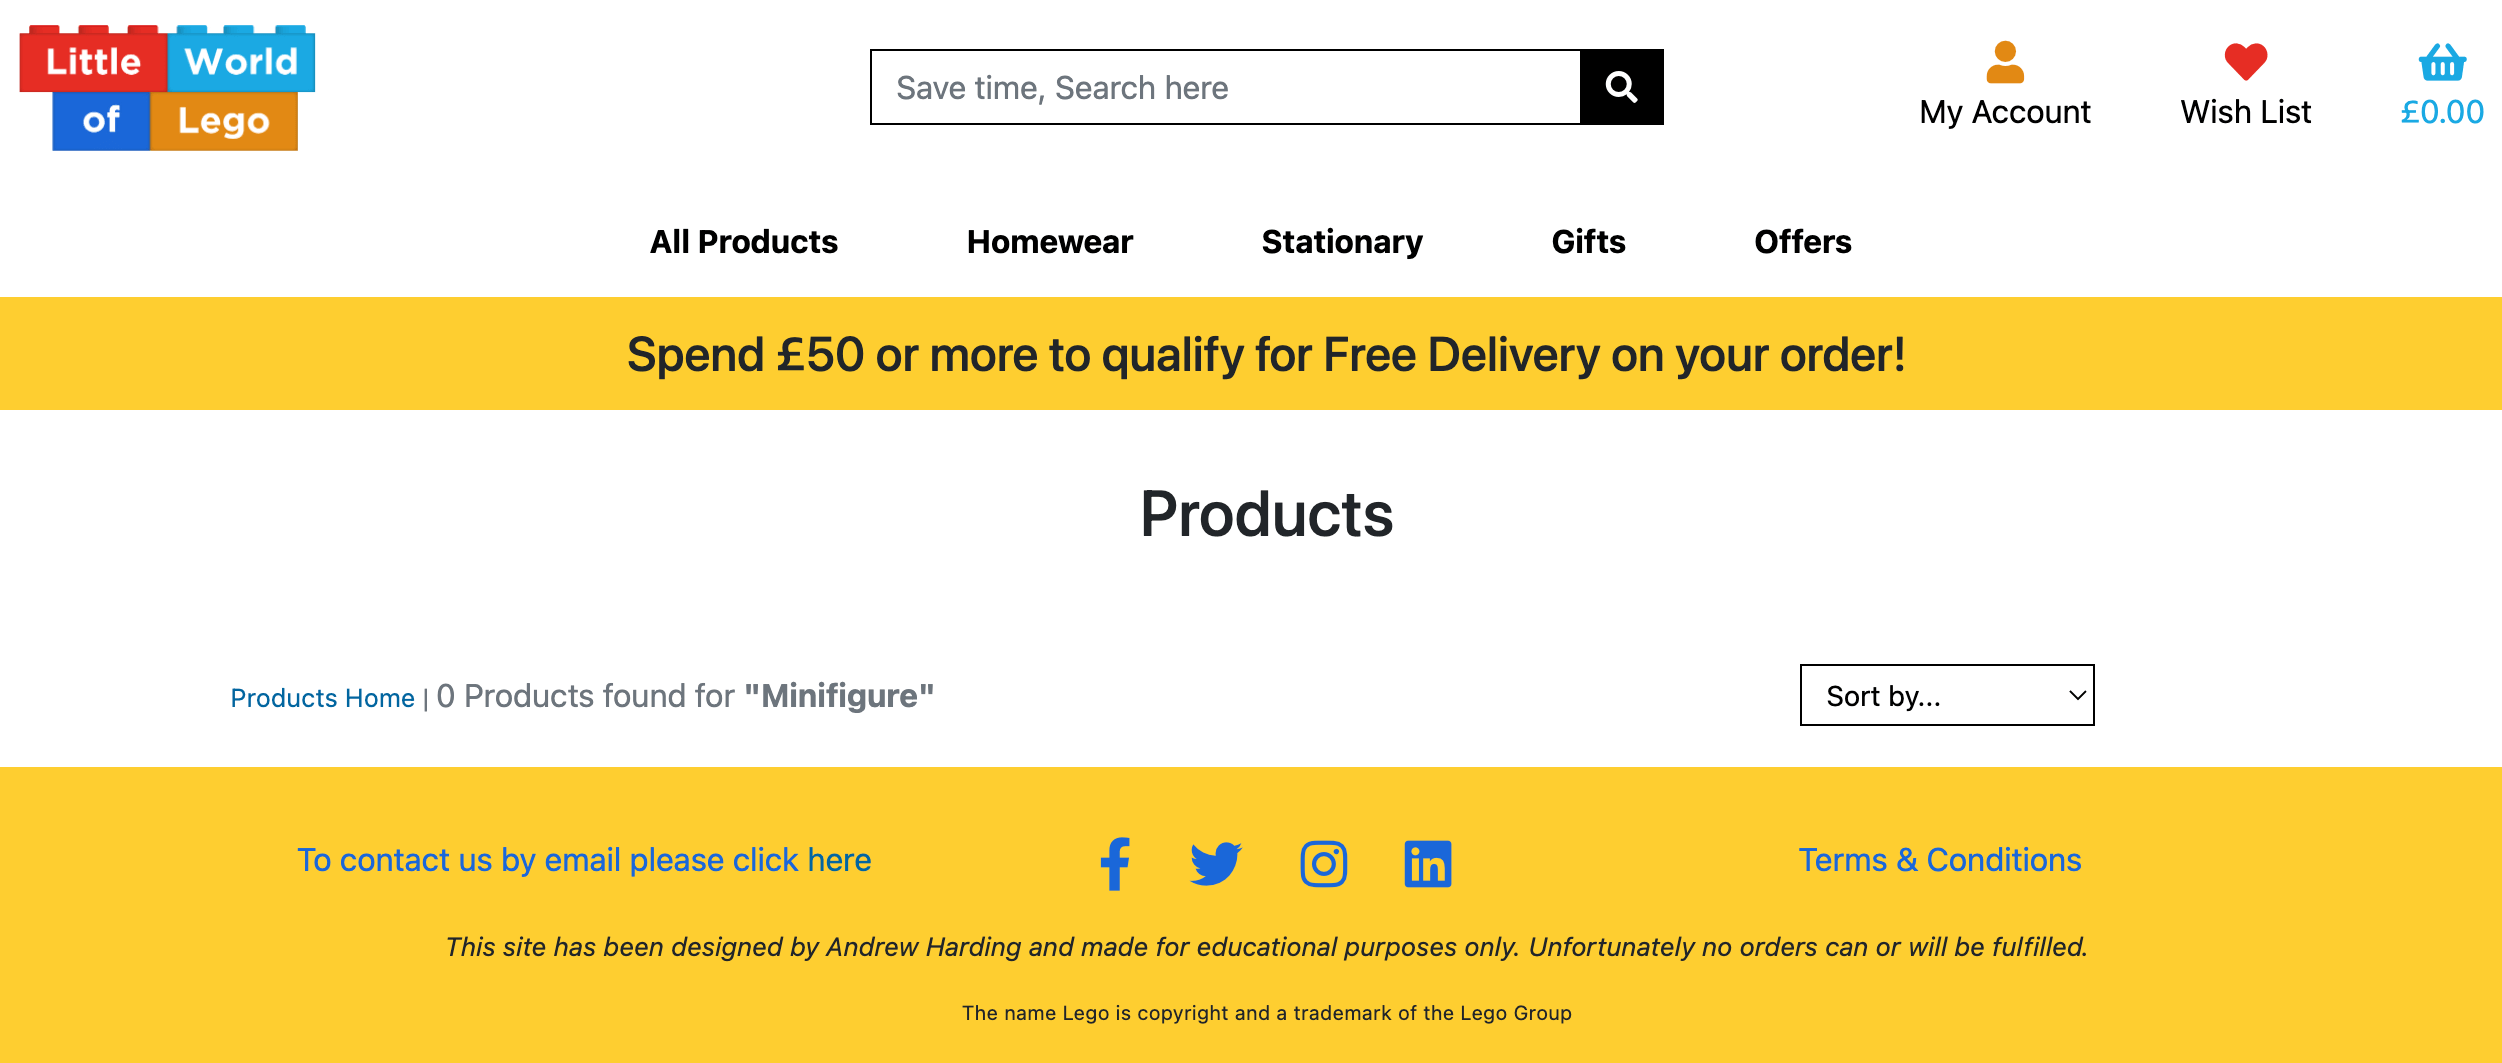 Little World
of Lego
Save time, Search here
My Account
Wish List
£0.00
All Products
Homewear
Stationary
Gifts
Offers
Spend £50 or more to qualify for Free Delivery on your order!
Products
Products Home | 0 Products found for "Minifigure"
Sort by...
To contact us by email please click here
Terms & Conditions
This site has been designed by Andrew Harding and made for educational purposes only. Unfortunately no orders can or will be fulfilled.
The name Lego is copyright and a trademark of the Lego Group